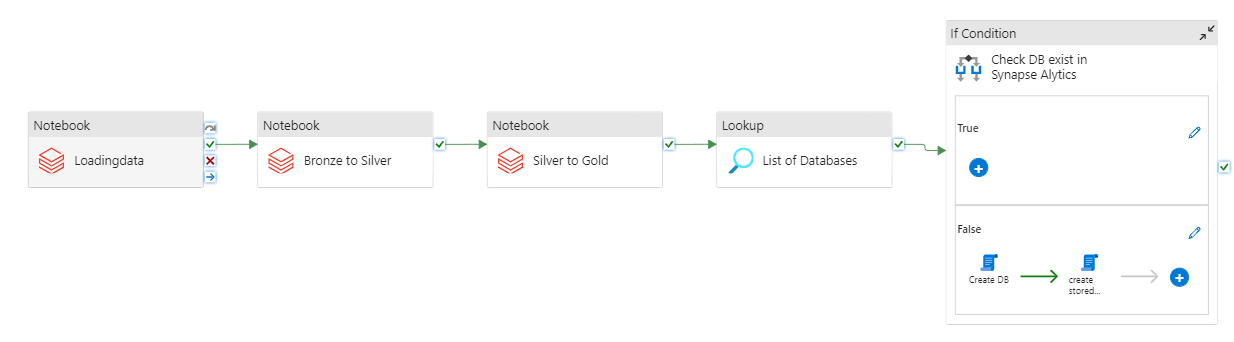 Notebook
Loadingdata
Notebook
Bronze to Silver
Notebook
Silver to Gold
Lookup
List of Databases
If Condition
Check DB exist in
Synapse Alytics
True
False
Create DB
create
stored...